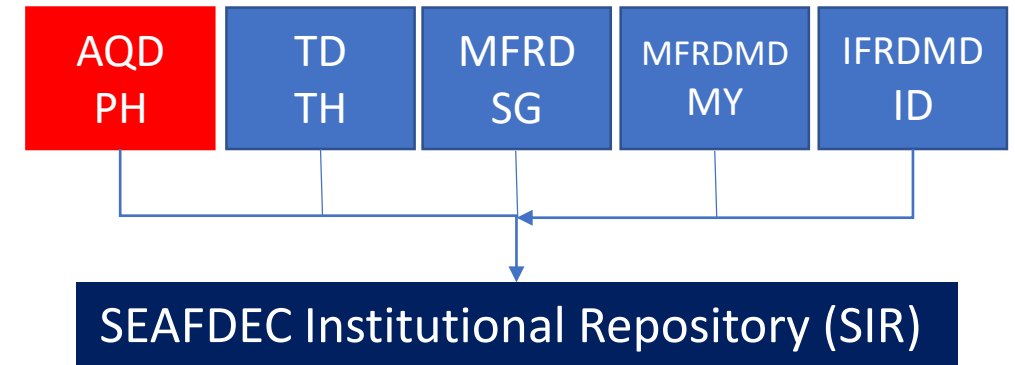 AQD
PH
TD
TH
MFRD
SG
MFRDMD
MY
IFRDMD
ID
SEAFDEC Institutional Repository (SIR)